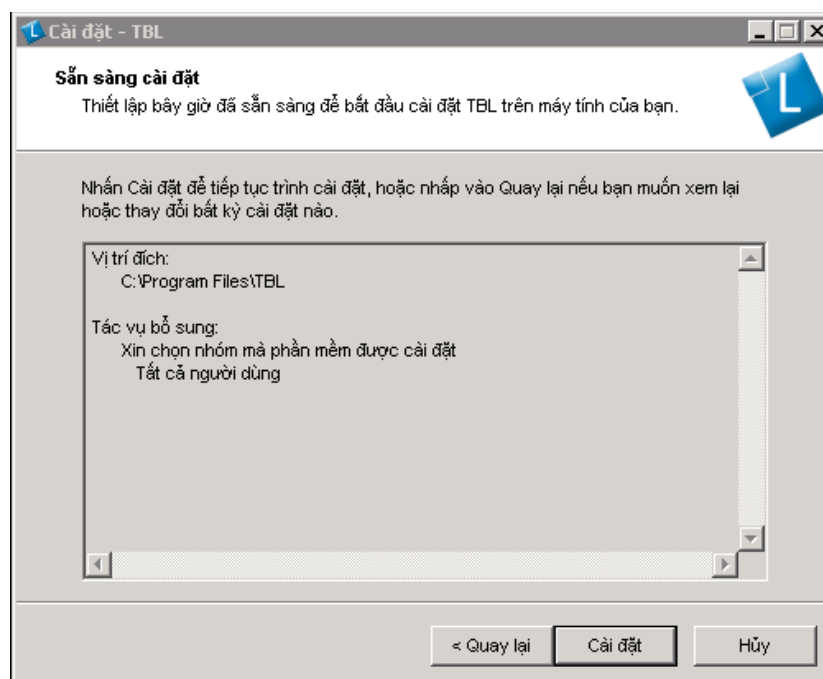 Cài đặt - TBL
Sẵn sàng cài đặt
Thiết lập bây giờ đã sẵn sàng để bắt đầu cài đặt TBL trên máy tính của bạn.
L
Nhấn Cài đặt để tiếp tục trình cài đặt, hoặc nhấp vào Quay lại nếu bạn muốn xem lại
hoặc thay đổi bất kỳ cài đặt nào.
Vị trí đích:
C:\Program Files\TBL
Tác vụ bổ sung:
Xin chọn nhóm mà phần mềm được cài đặt
Tất cả người dùng
< Quay lại
Cài đặt
Hủy